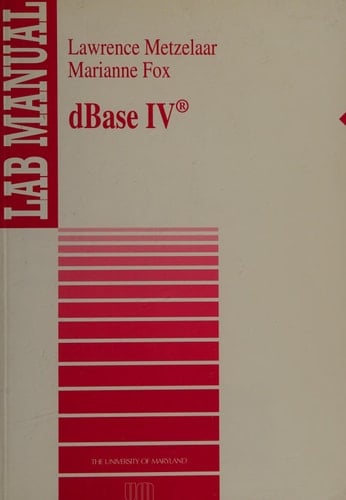 LAB MANUAL
Lawrence Metzelaar
Marianne Fox
dBase IV®
THE UNIVERSITY OF MARYLAND